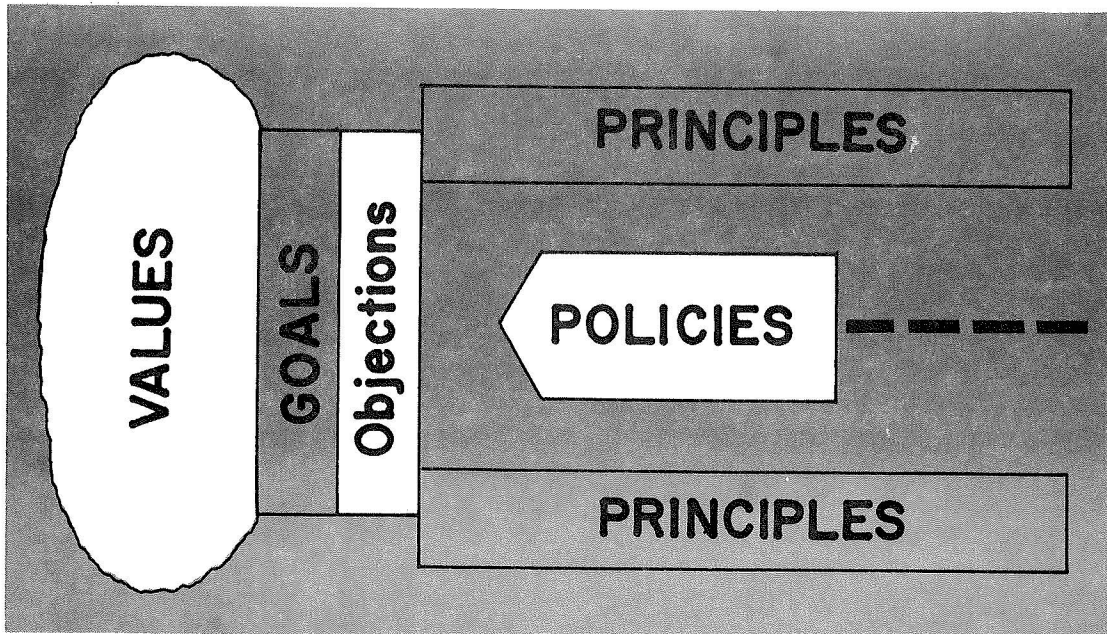 VALUES
GOALS
Objections
PRINCIPLES
POLICIES
PRINCIPLES